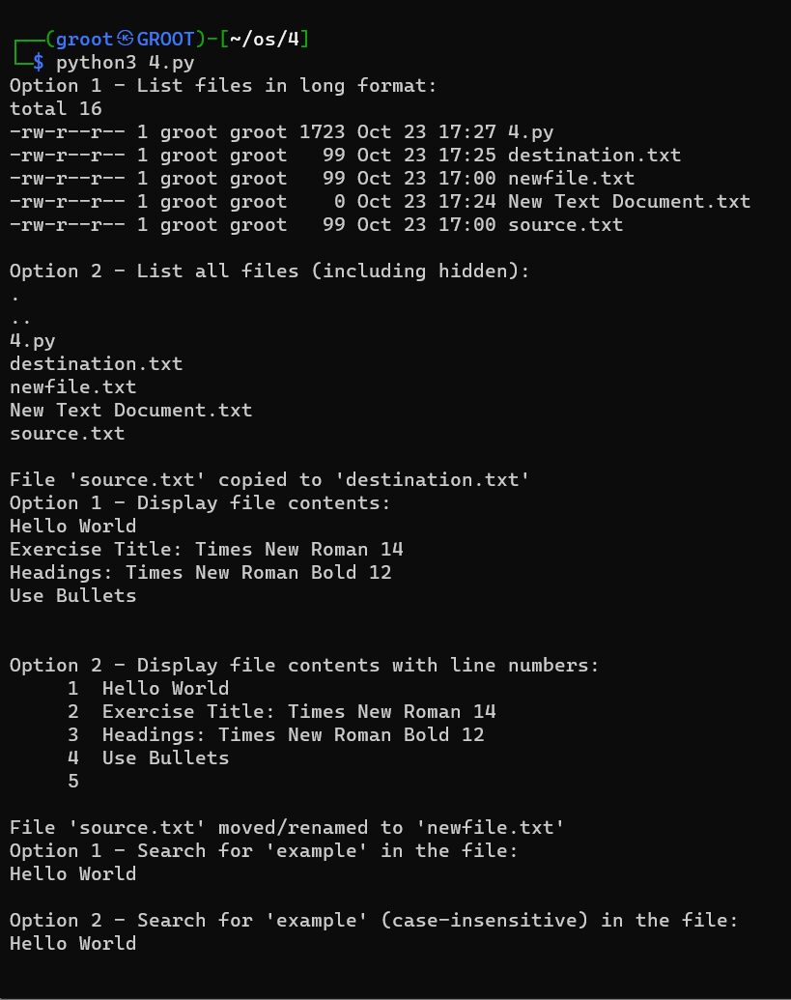 ┌──(groot㉿GROOT)-[~/os/4]
└─$ python3 4.py
Option 1 - List files in long format:
total 16
-rw-r--r-- 1 groot groot 1723 Oct 23 17:27 4.py
-rw-r--r-- 1 groot groot   99 Oct 23 17:25 destination.txt
-rw-r--r-- 1 groot groot   99 Oct 23 17:00 newfile.txt
-rw-r--r-- 1 groot groot    0 Oct 23 17:24 New Text Document.txt
-rw-r--r-- 1 groot groot   99 Oct 23 17:00 source.txt

Option 2 - List all files (including hidden):
.
..
4.py
destination.txt
newfile.txt
New Text Document.txt
source.txt

File 'source.txt' copied to 'destination.txt'
Option 1 - Display file contents:
Hello World
Exercise Title: Times New Roman 14
Headings: Times New Roman Bold 12
Use Bullets


Option 2 - Display file contents with line numbers:
     1  Hello World
     2  Exercise Title: Times New Roman 14
     3  Headings: Times New Roman Bold 12
     4  Use Bullets
     5

File 'source.txt' moved/renamed to 'newfile.txt'
Option 1 - Search for 'example' in the file:
Hello World

Option 2 - Search for 'example' (case-insensitive) in the file:
Hello World